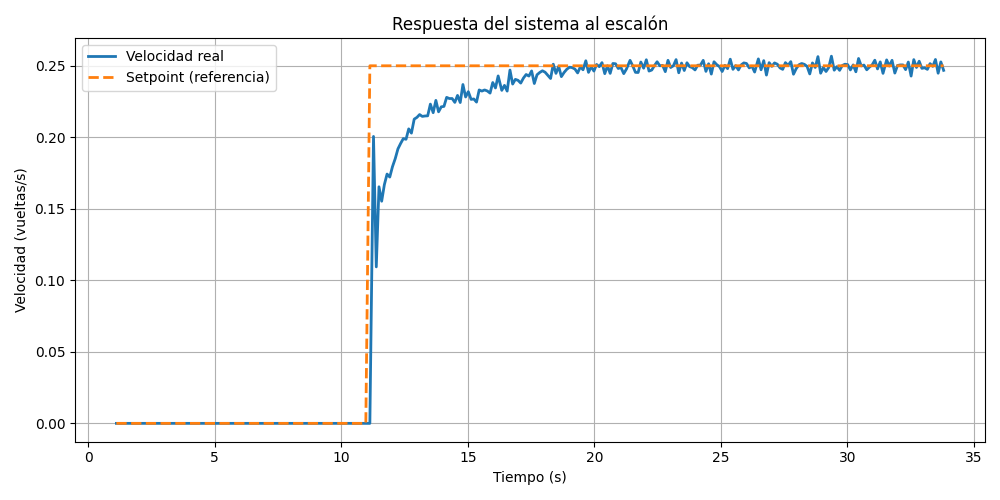 Respuesta del sistema al escalón
Velocidad real
Setpoint (referencia)
Velocidad (vueltas/s)
0.25
0.20
0.15
0.10
0.05
0.00
0 5 10 15 20 25 30 35
Tiempo (s)